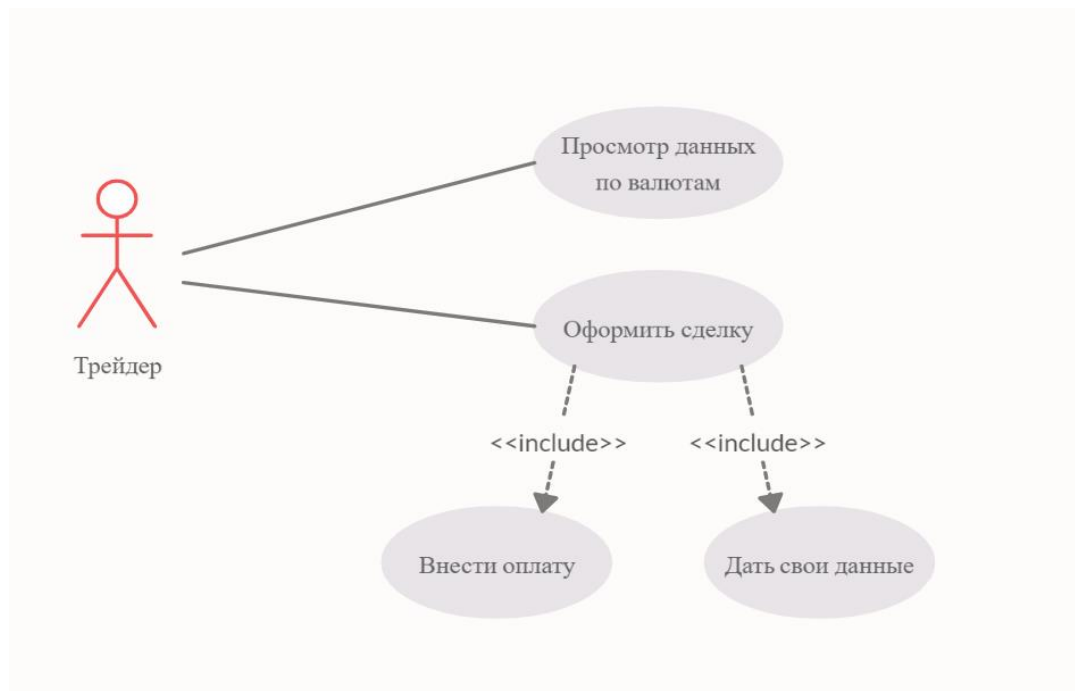 Просмотр данных
по валютам
Трейдер
Оформить сделку
<<include>>
<<include>>
Внести оплату
Дать свои данные